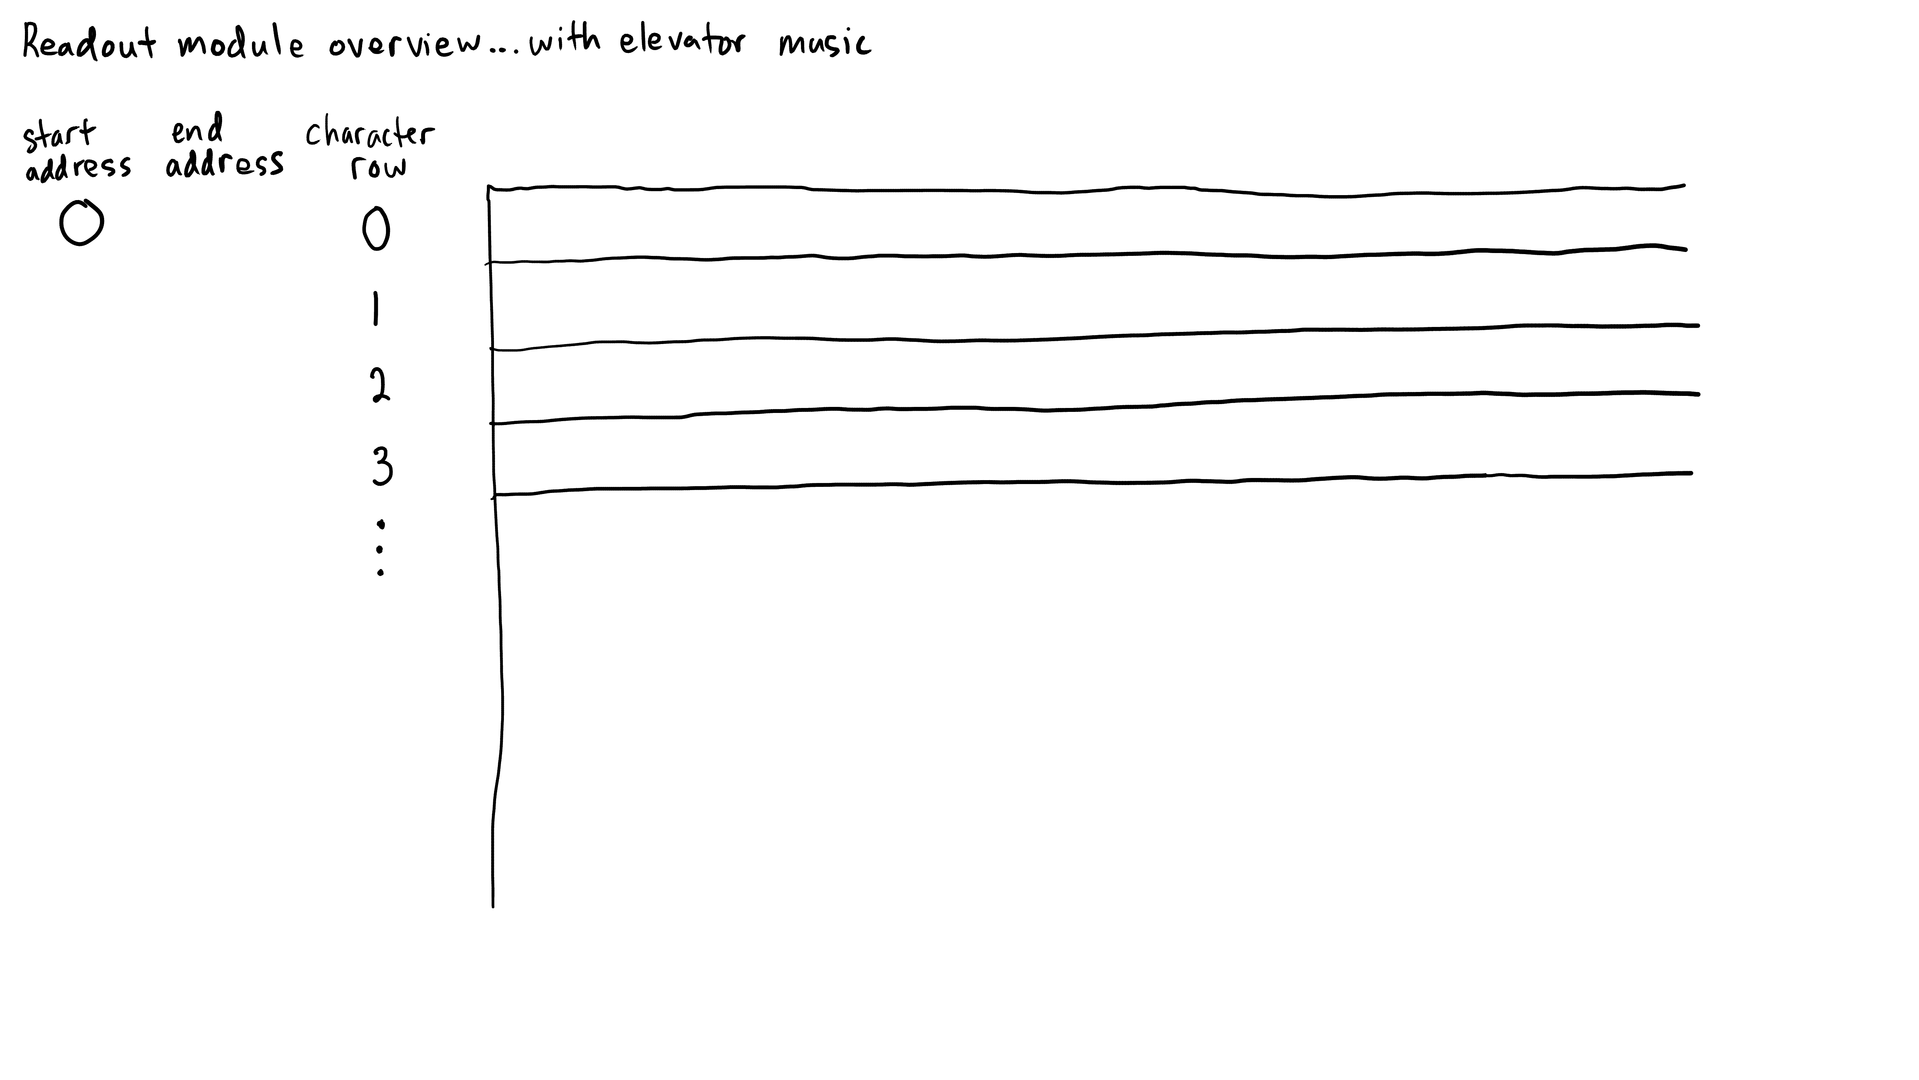 Readout module overview...with elevator music
start address
end address
character row
0
0
1
2
3
⋮